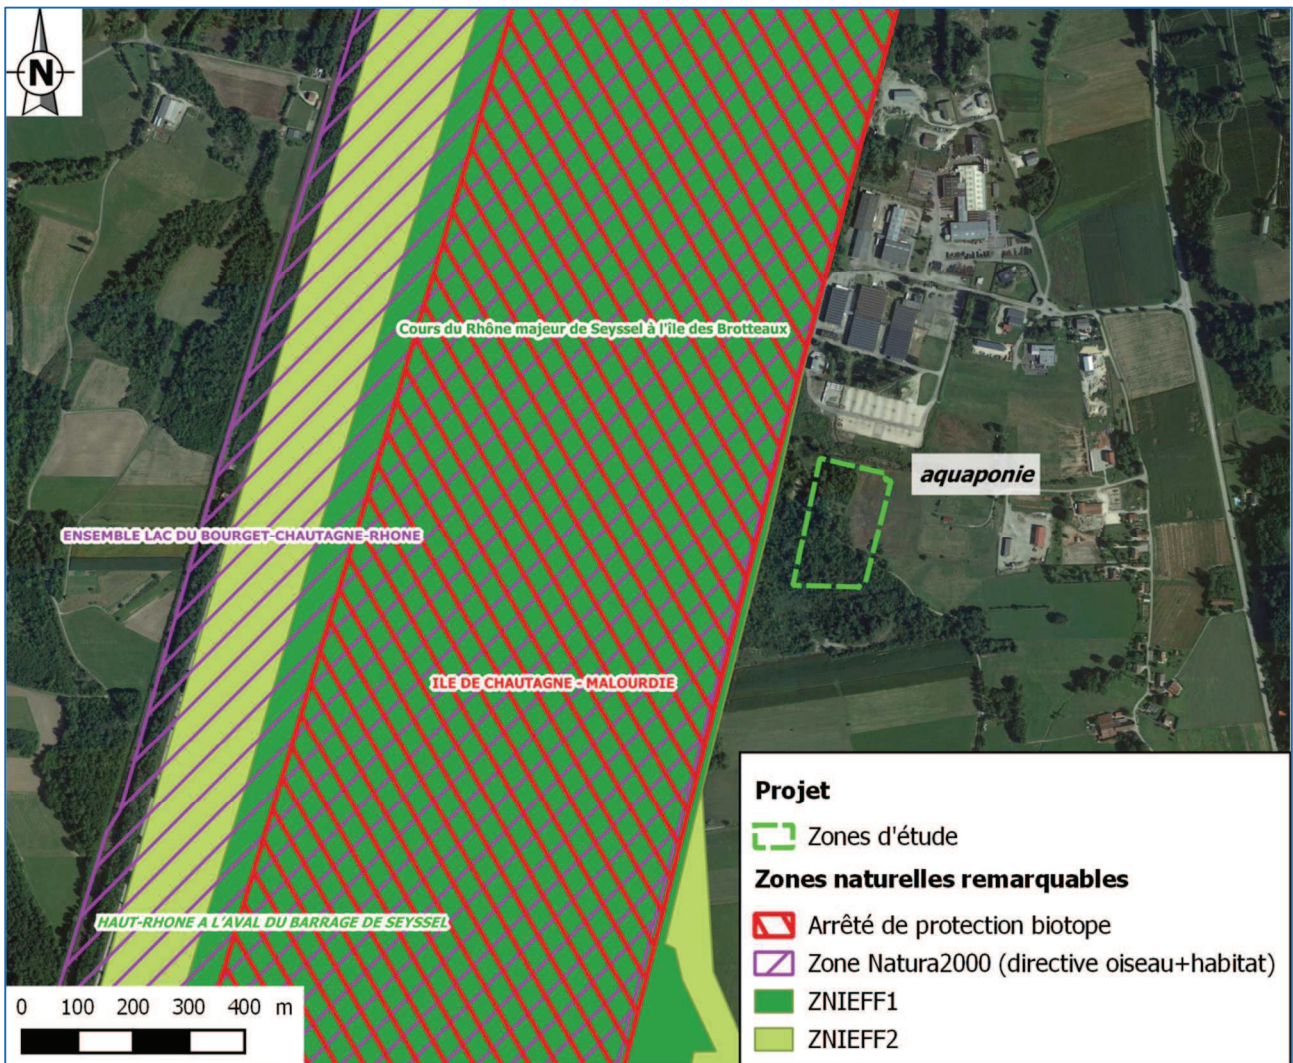 N
Cours du Rhône majeur de Seyssel à l'île des Brotteaux
aquaponie
ENSEMBLE LAC DU BOURGET-CHAUTAGNE-RHONE
ILE DE CHAUTAGNE - MALOURDIE
HAUT-RHONE A L'AVAL DU BARRAGE DE SEYSSEL
0 100 200 300 400 m
Projet
Zones d'étude
Zones naturelles remarquables
Arrêté de protection biotope
Zone Natura2000 (directive oiseau+habitat)
ZNIEFF1
ZNIEFF2